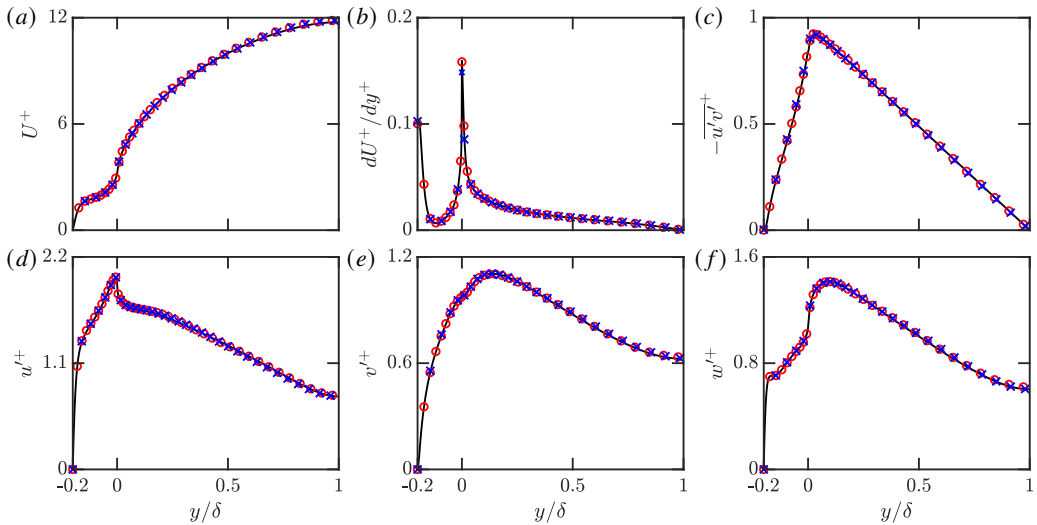 (a) (b) (c)
12 0.2 1
6 0.1 0.5
0 0 0
U⁺ dU⁺/dy⁺ −u′v′⁺
(d) (e) (f)
2.2 1.2 1.6
1.1 0.6 0.8
0 0 0
u′⁺ v′⁺ w′⁺
-0.2 0 0.5 1 -0.2 0 0.5 1 -0.2 0 0.5 1
y/δ y/δ y/δ